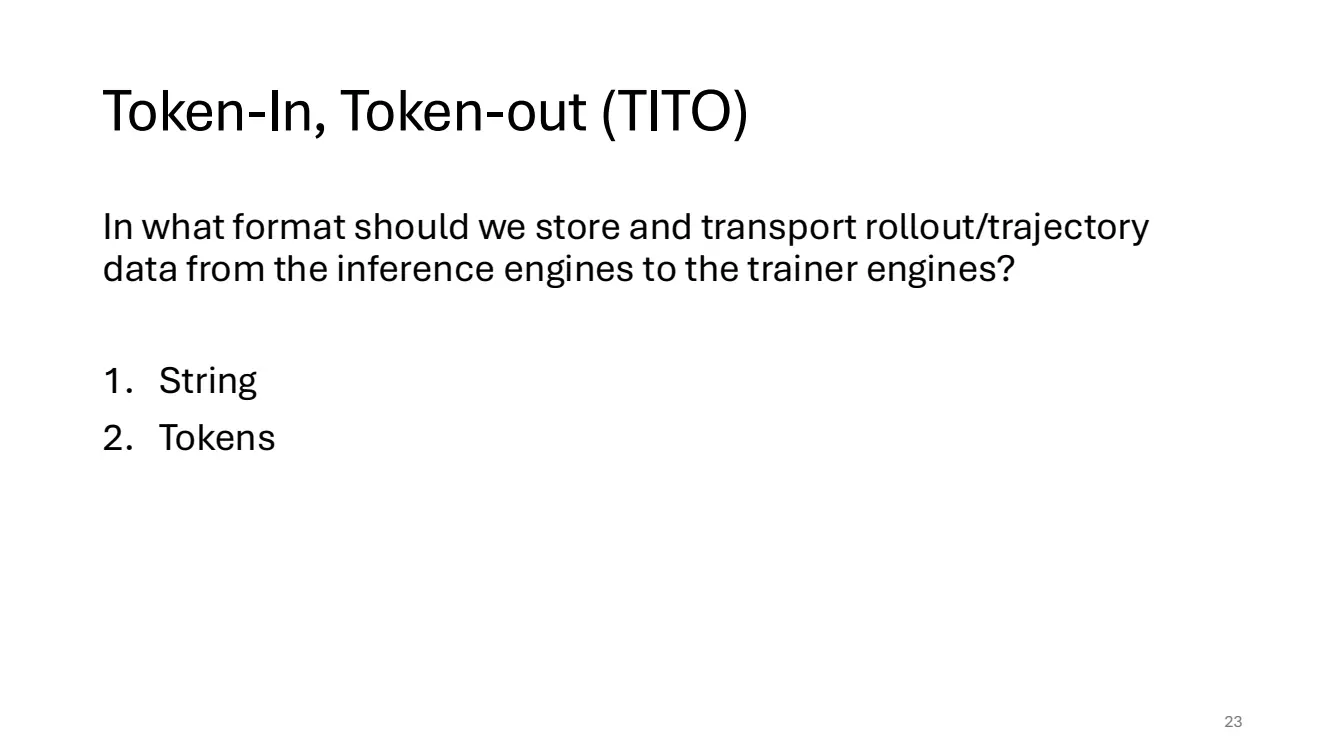 Token-In, Token-out (TITO)
In what format should we store and transport rollout/trajectory
data from the inference engines to the trainer engines?
1. String
2. Tokens
23